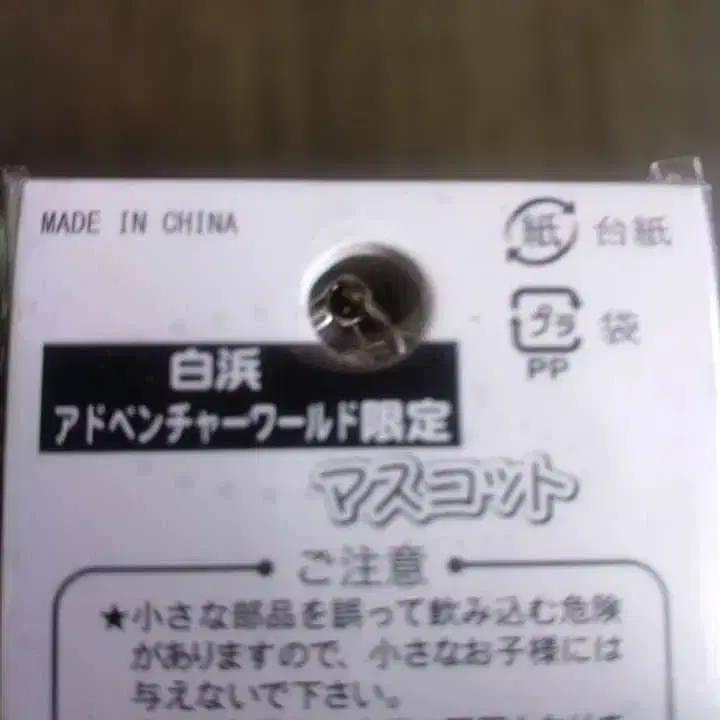 MADE IN CHINA
紙 台紙
プラ 袋
PP
白浜
アドベンチャーワールド限定
マスコット
ご注意
★小さな部品を誤って飲み込む危険
がありますので、小さなお子様には
与えないで下さい。